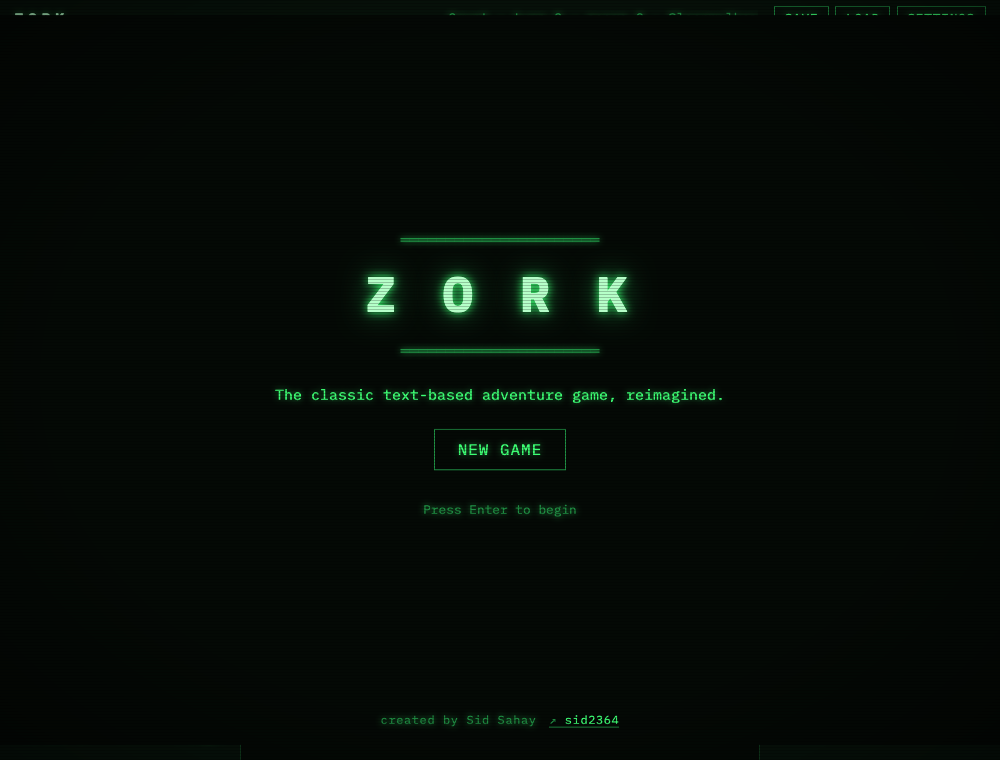 Z O R K
The classic text-based adventure game, reimagined.
NEW GAME
Press Enter to begin
created by Sid Sahay ↗ sid2364